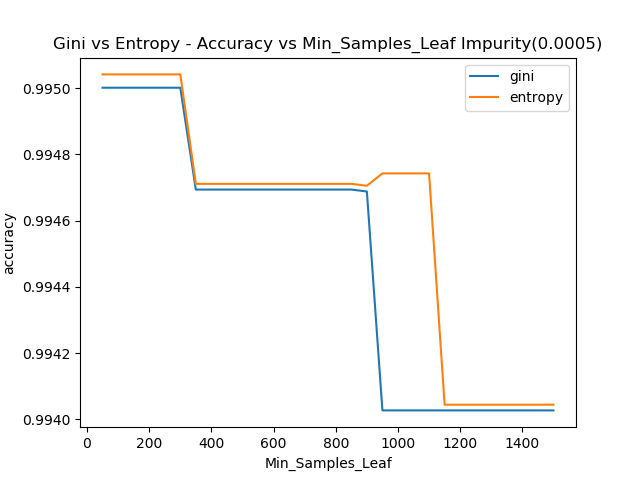 Gini vs Entropy - Accuracy vs Min_Samples_Leaf Impurity(0.0005)
gini
entropy
0.9950
0.9948
0.9946
0.9944
0.9942
0.9940
accuracy
0 200 400 600 800 1000 1200 1400
Min_Samples_Leaf